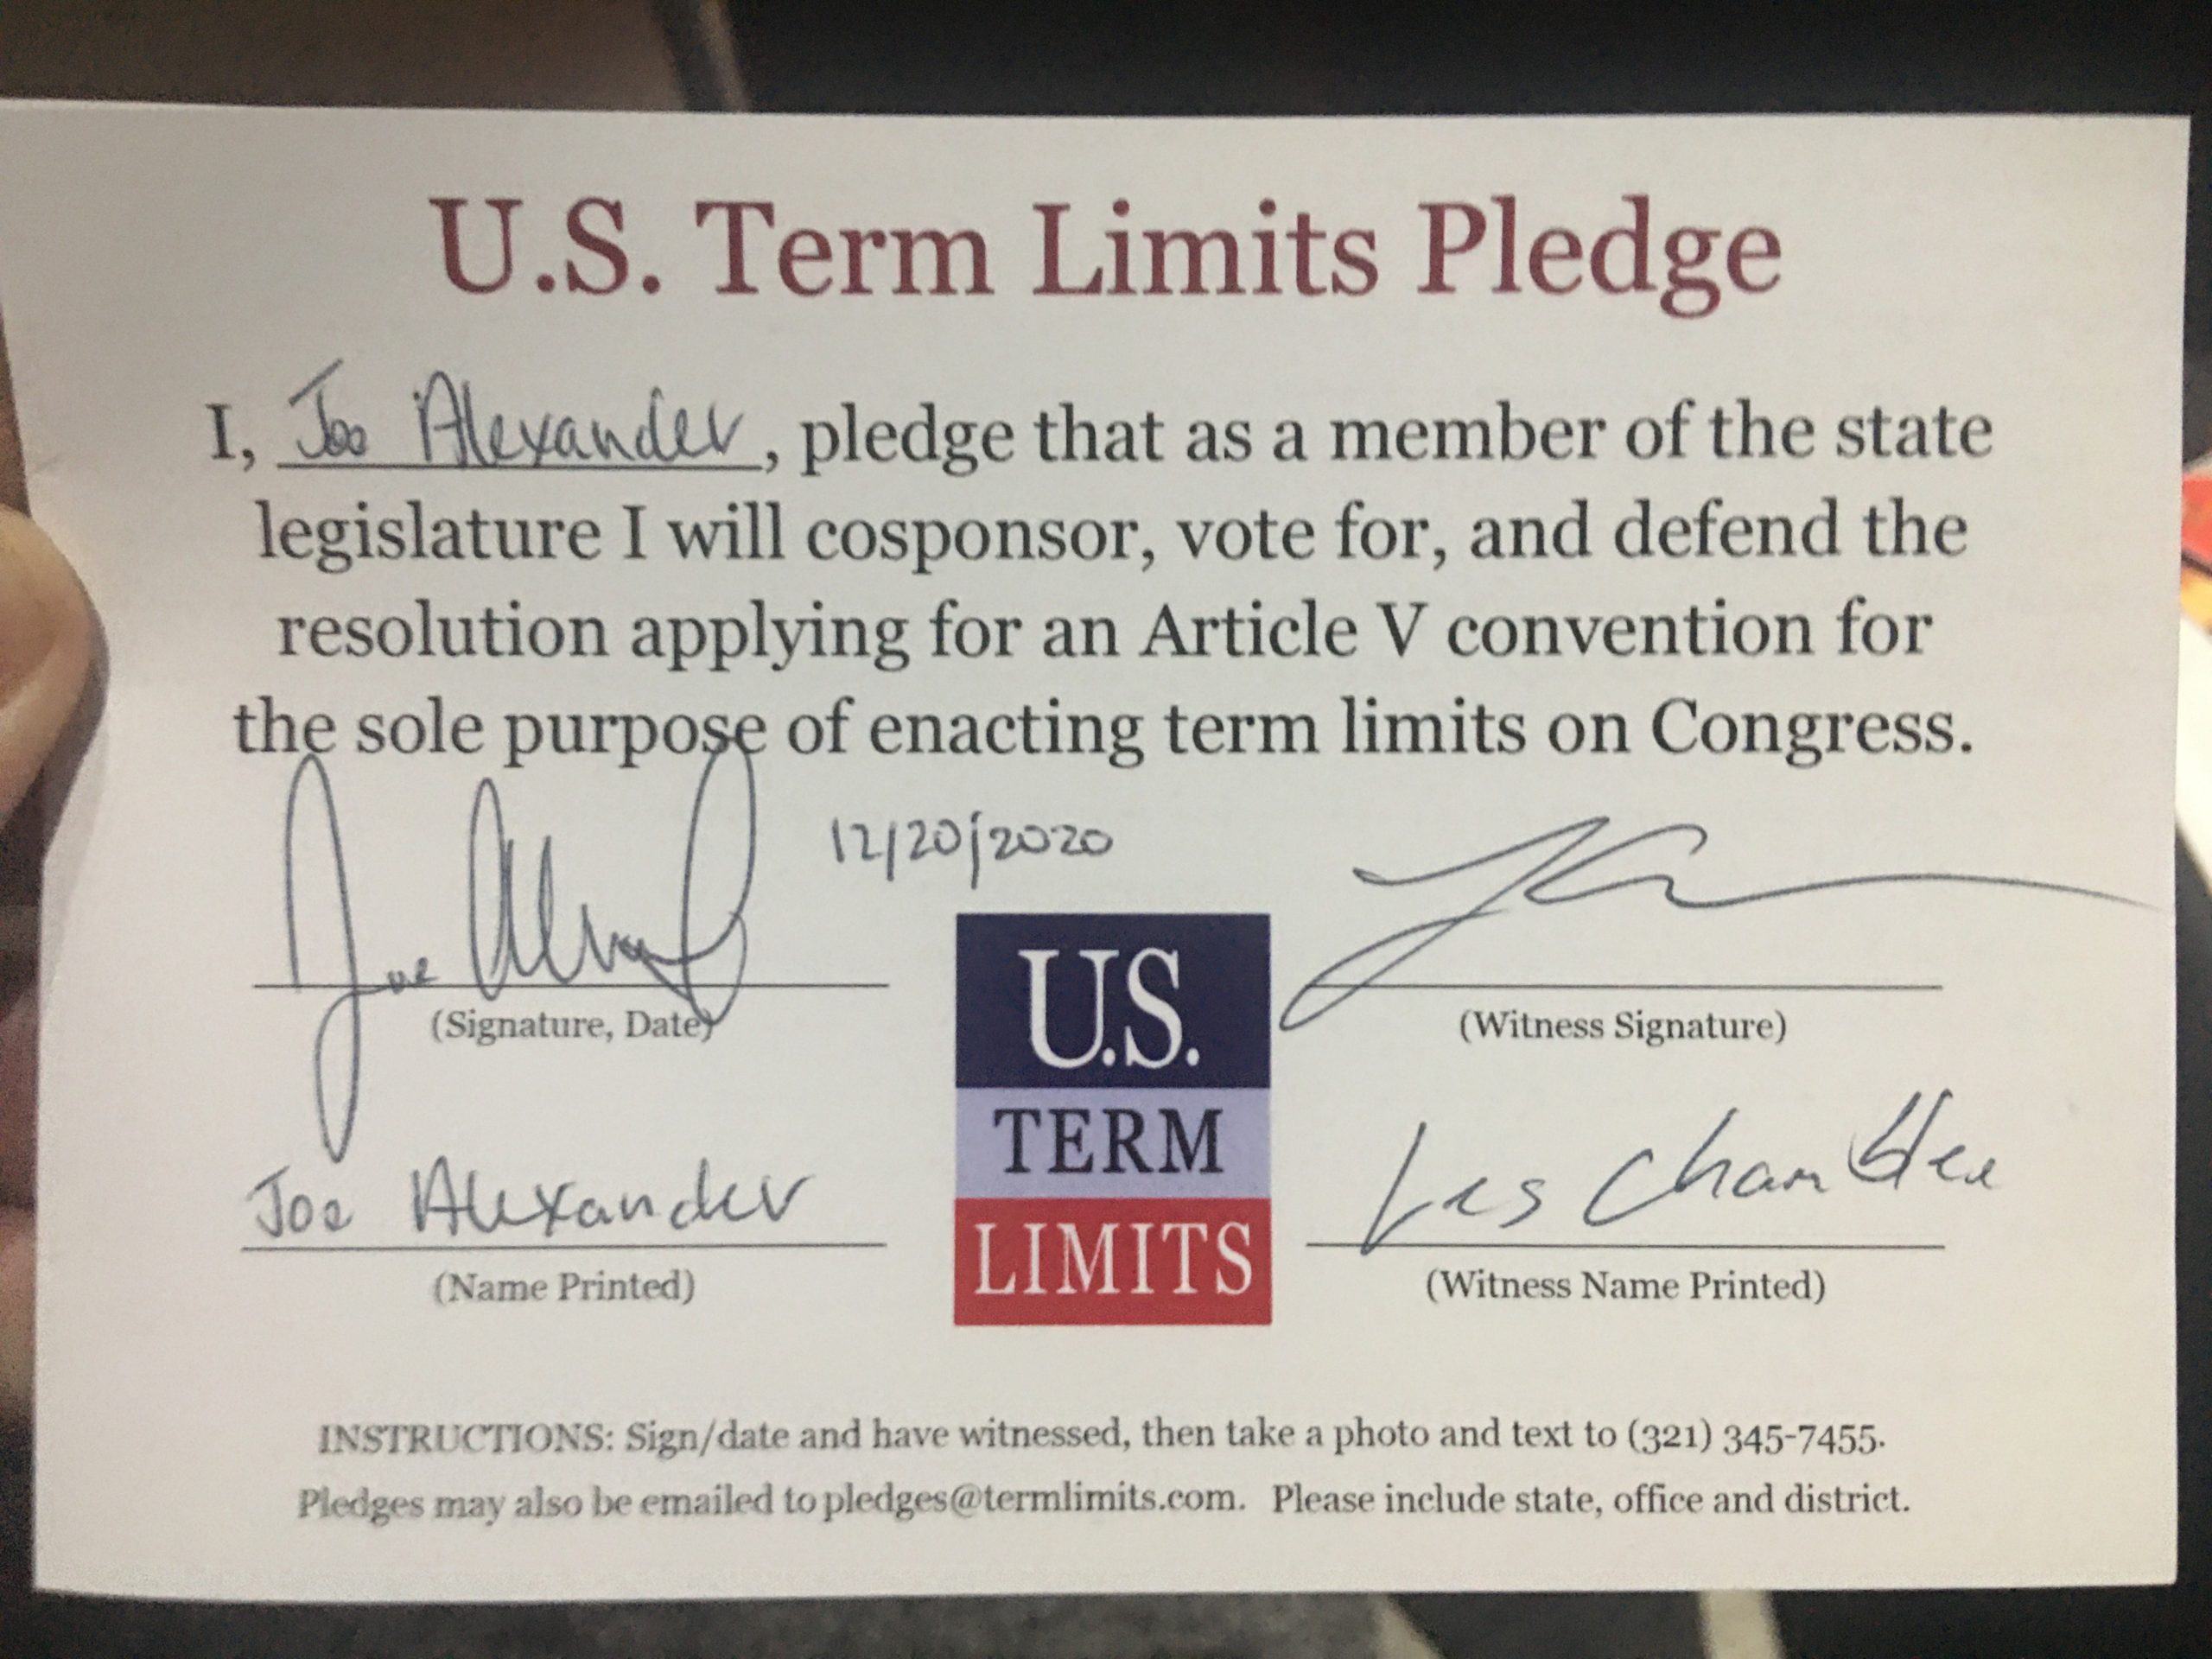 U.S. Term Limits Pledge
I, Joe Alexander, pledge that as a member of the state
legislature I will cosponsor, vote for, and defend the
resolution applying for an Article V convention for
the sole purpose of enacting term limits on Congress.
12/20/2020
(Signature, Date)
(Witness Signature)
Joe Alexander
(Name Printed)
Les
(Witness Name Printed)
U.S.
TERM
LIMITS
INSTRUCTIONS: Sign/date and have witnessed, then take a photo and text to (321) 345-7455.
Pledges may also be emailed to pledges@termlimits.com. Please include state, office and district.